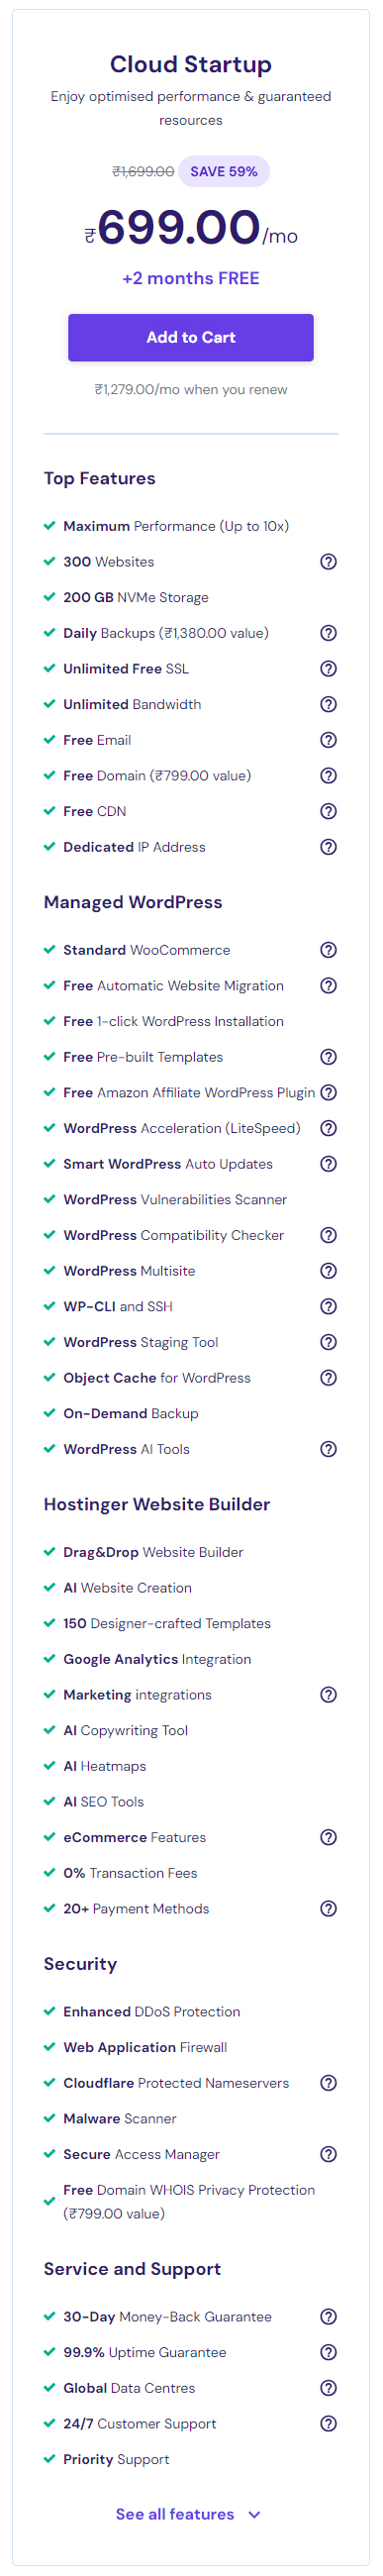 Cloud Startup
Enjoy optimised performance & guaranteed
resources
₹1,699.00 SAVE 59%
₹699.00/mo
+2 months FREE
Add to Cart
₹1,279.00/mo when you renew
Top Features
Maximum Performance (Up to 10x)
300 Websites
200 GB NVMe Storage
Daily Backups (₹1,380.00 value)
Unlimited Free SSL
Unlimited Bandwidth
Free Email
Free Domain (₹799.00 value)
Free CDN
Dedicated IP Address
Managed WordPress
Standard WooCommerce
Free Automatic Website Migration
Free 1-click WordPress Installation
Free Pre-built Templates
Free Amazon Affiliate WordPress Plugin
WordPress Acceleration (LiteSpeed)
Smart WordPress Auto Updates
WordPress Vulnerabilities Scanner
WordPress Compatibility Checker
WordPress Multisite
WP-CLI and SSH
WordPress Staging Tool
Object Cache for WordPress
On-Demand Backup
WordPress AI Tools
Hostinger Website Builder
Drag&Drop Website Builder
AI Website Creation
150 Designer-crafted Templates
Google Analytics Integration
Marketing integrations
AI Copywriting Tool
AI Heatmaps
AI SEO Tools
eCommerce Features
0% Transaction Fees
20+ Payment Methods
Security
Enhanced DDoS Protection
Web Application Firewall
Cloudflare Protected Nameservers
Malware Scanner
Secure Access Manager
Free Domain WHOIS Privacy Protection
(₹799.00 value)
Service and Support
30-Day Money-Back Guarantee
99.9% Uptime Guarantee
Global Data Centres
24/7 Customer Support
Priority Support
See all features